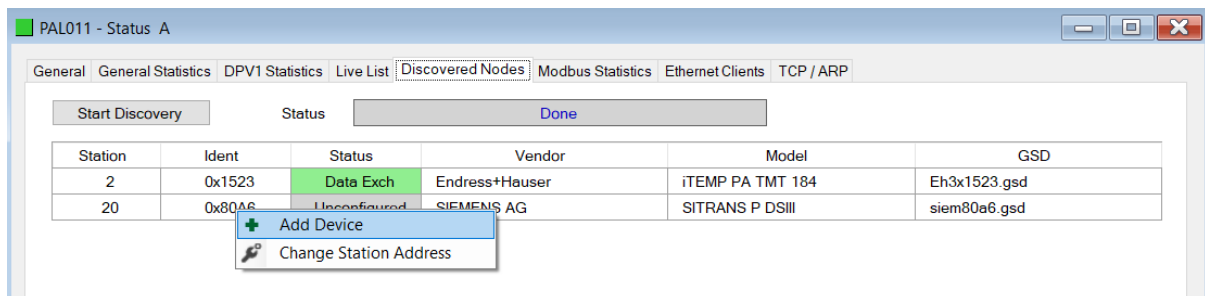 PAL011 - Status A
General General Statistics DPV1 Statistics Live List Discovered Nodes Modbus Statistics Ethernet Clients TCP / ARP
Start Discovery Status Done
Station Ident Status Vendor Model GSD
2 0x1523 Data Exch Endress+Hauser iTEMP PA TMT 184 Eh3x1523.gsd
20 0x80A6 Unconfigured SIEMENS AG SITRANS P DSIII siem80a6.gsd
Add Device
Change Station Address